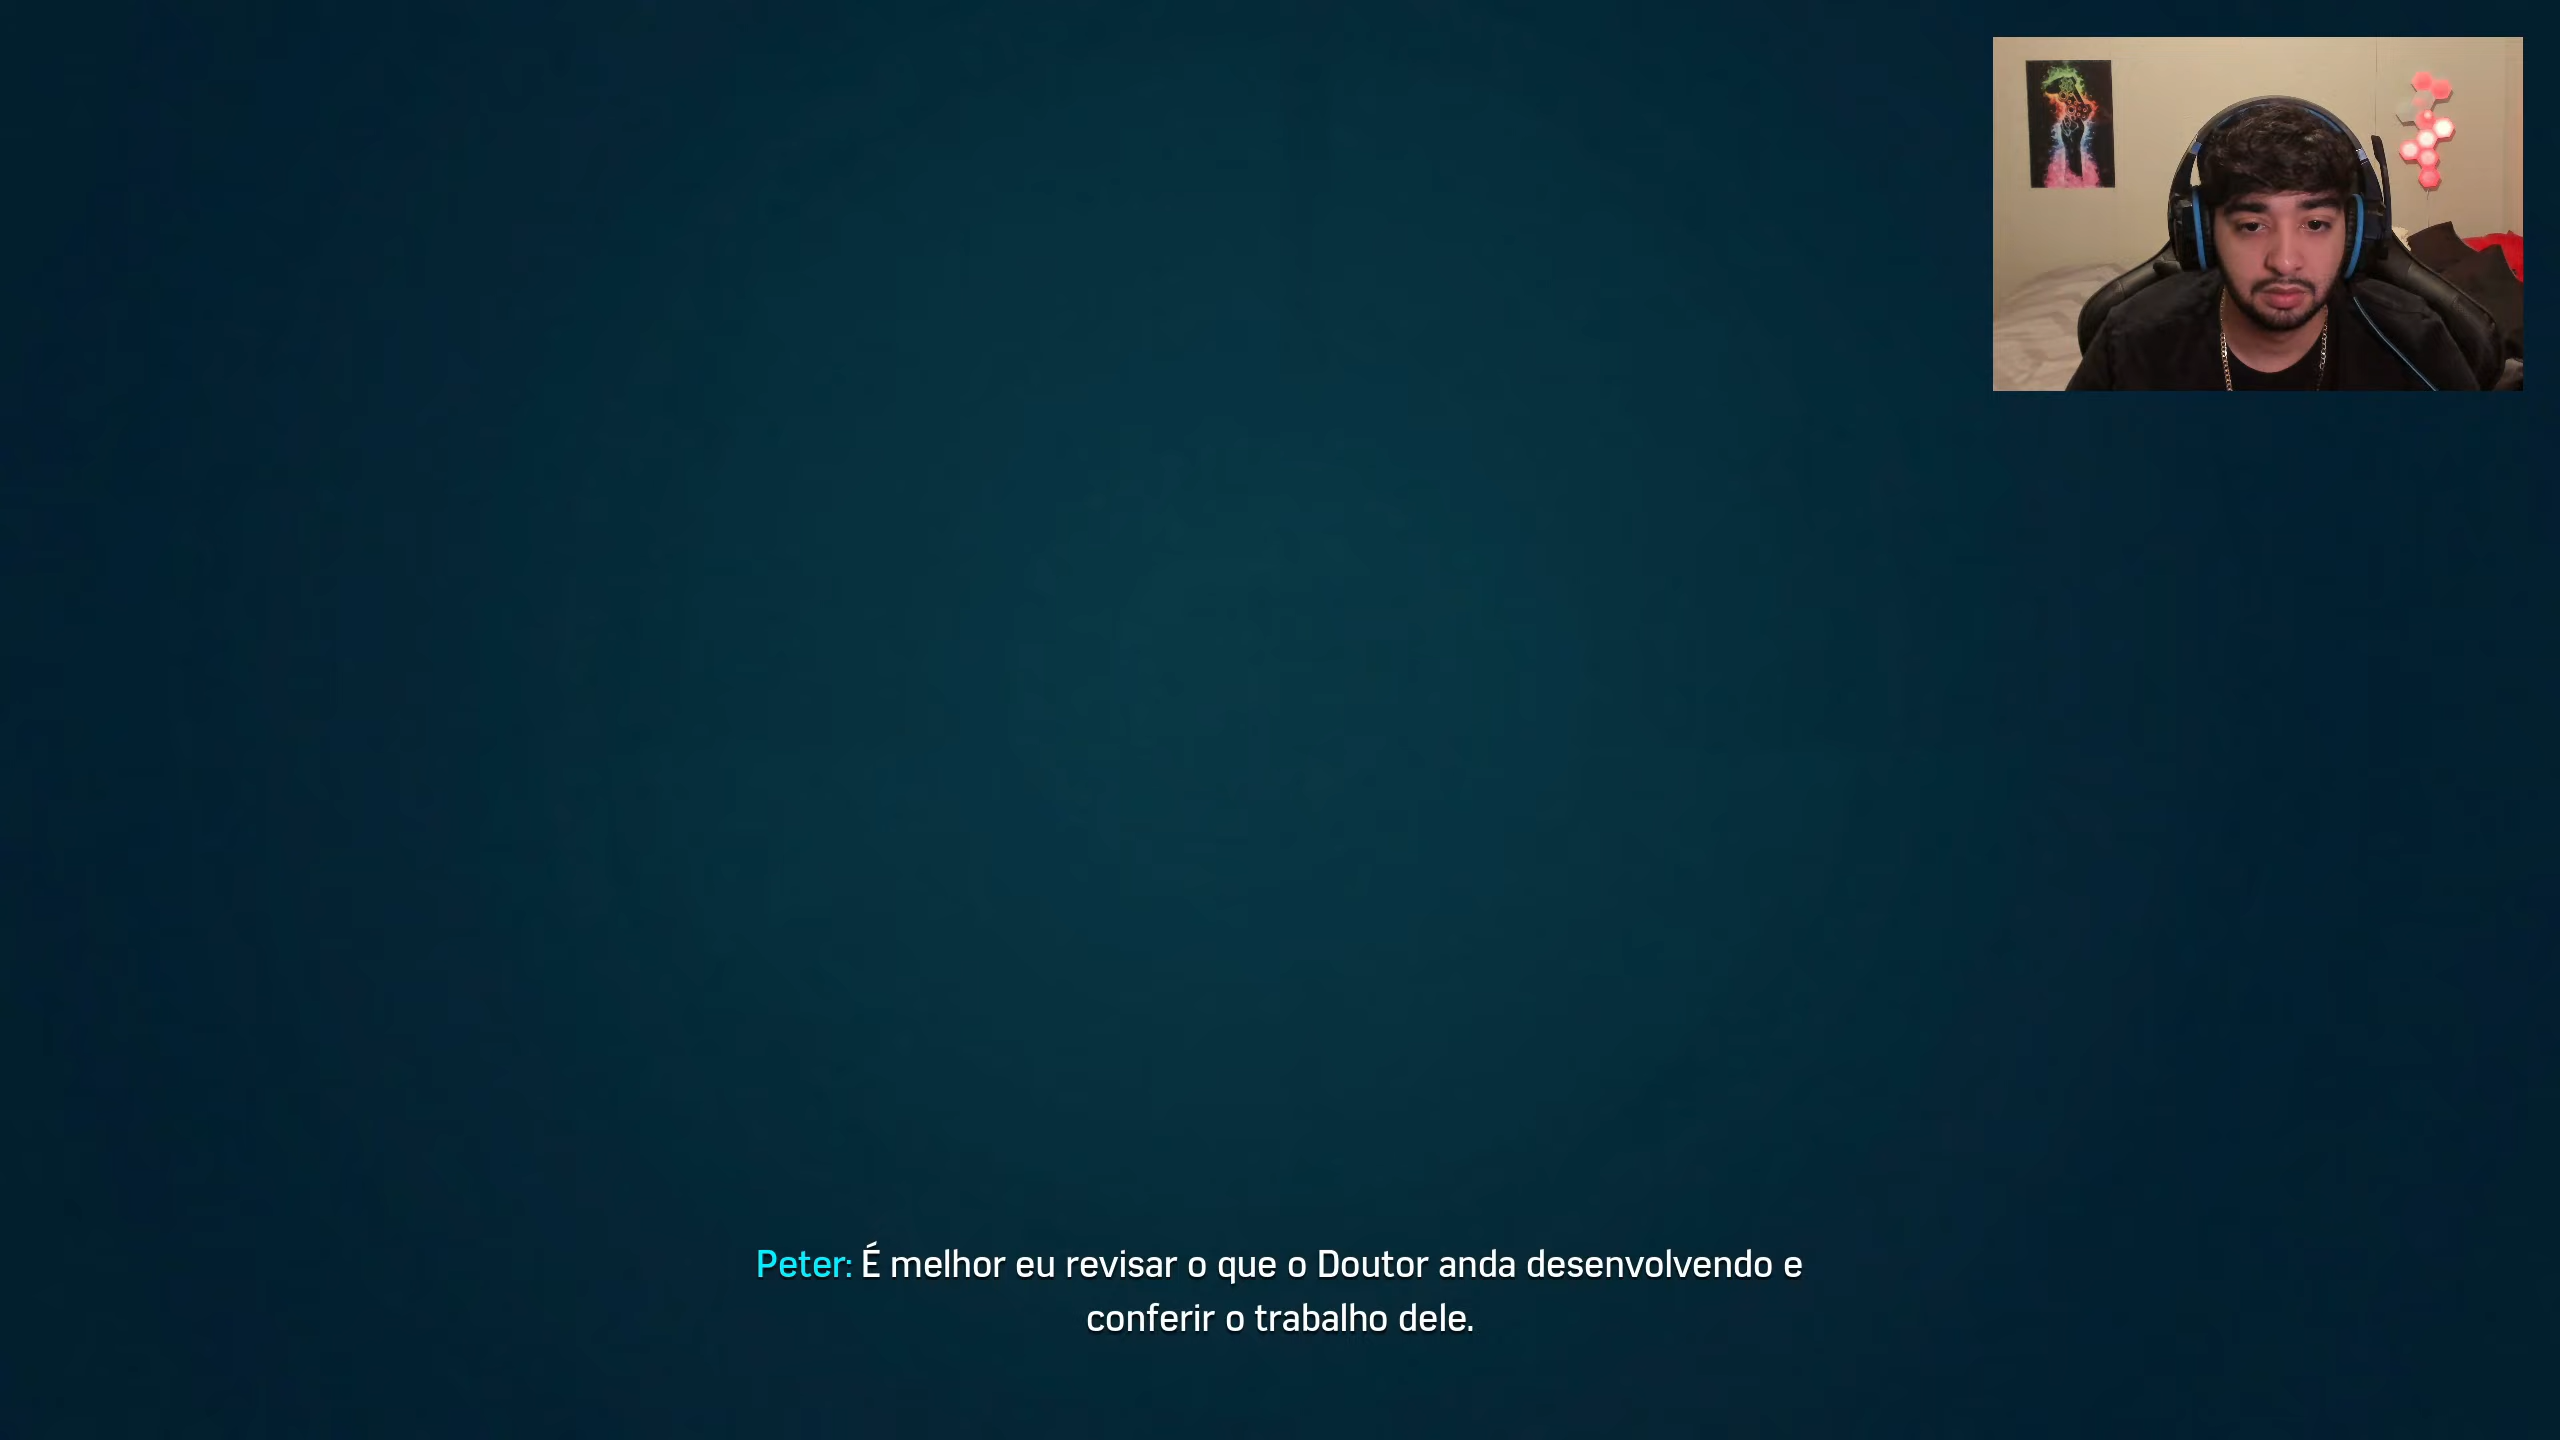 Peter: É melhor eu revisar o que o Doutor anda desenvolvendo e
conferir o trabalho dele.